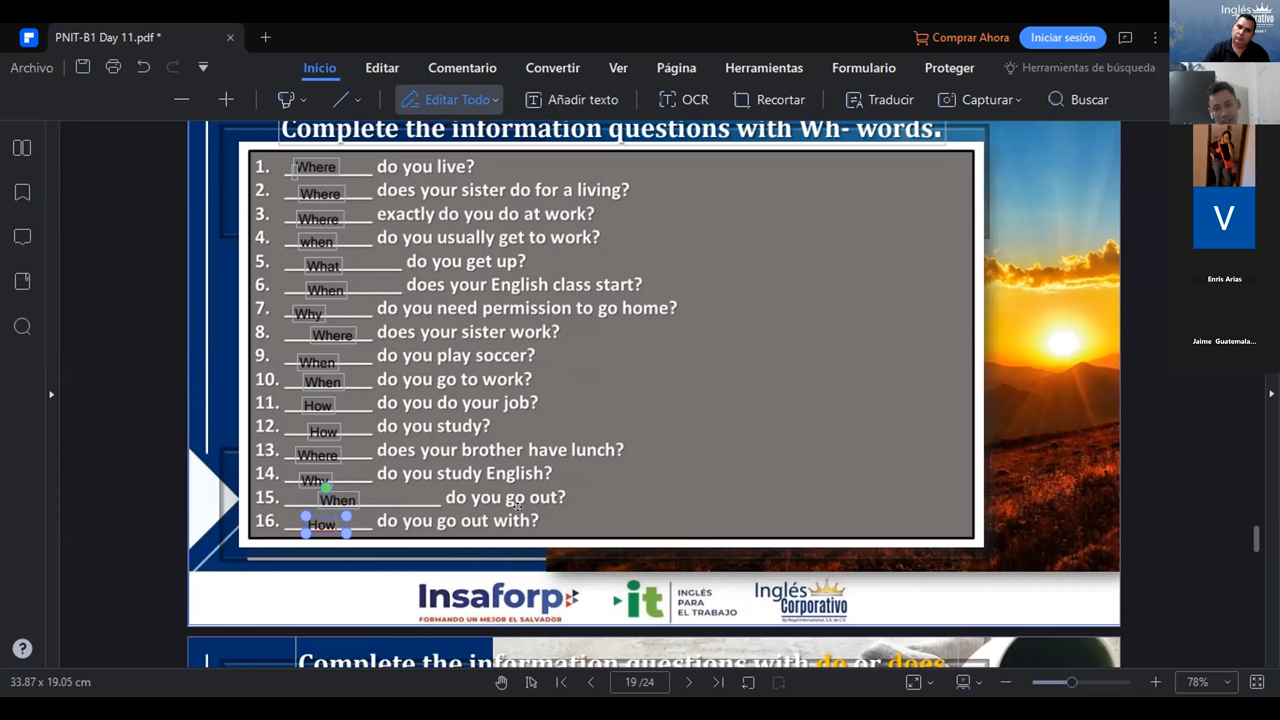 PNIT-B1 Day 11.pdf *
Comprar Ahora
Iniciar sesión
Inglés
Corporativo
Archivo
Inicio
Editar
Comentario
Convertir
Ver
Página
Herramientas
Formulario
Proteger
Herramientas de búsqueda
Editar Todo
Añadir texto
OCR
Recortar
Traducir
Capturar
Buscar
Complete the information questions with Wh- words.
1. Where do you live?
2. Where does your sister do for a living?
3. Where exactly do you do at work?
4. when do you usually get to work?
5. What do you get up?
6. When does your English class start?
7. Why do you need permission to go home?
8. Where does your sister work?
9. When do you play soccer?
10. When do you go to work?
11. How do you do your job?
12. How do you study?
13. Where does your brother have lunch?
14. Why do you study English?
15. When do you go out?
16. How do you go out with?
V
Enris Arias
Jaime Guatemala...
Insaforp
FORMANDO UN MEJOR EL SALVADOR
it
INGLÉS
PARA
EL TRABAJO
Inglés
Corporativo
Complete the information questions with do or does
33.87 x 19.05 cm
19 /24
78%